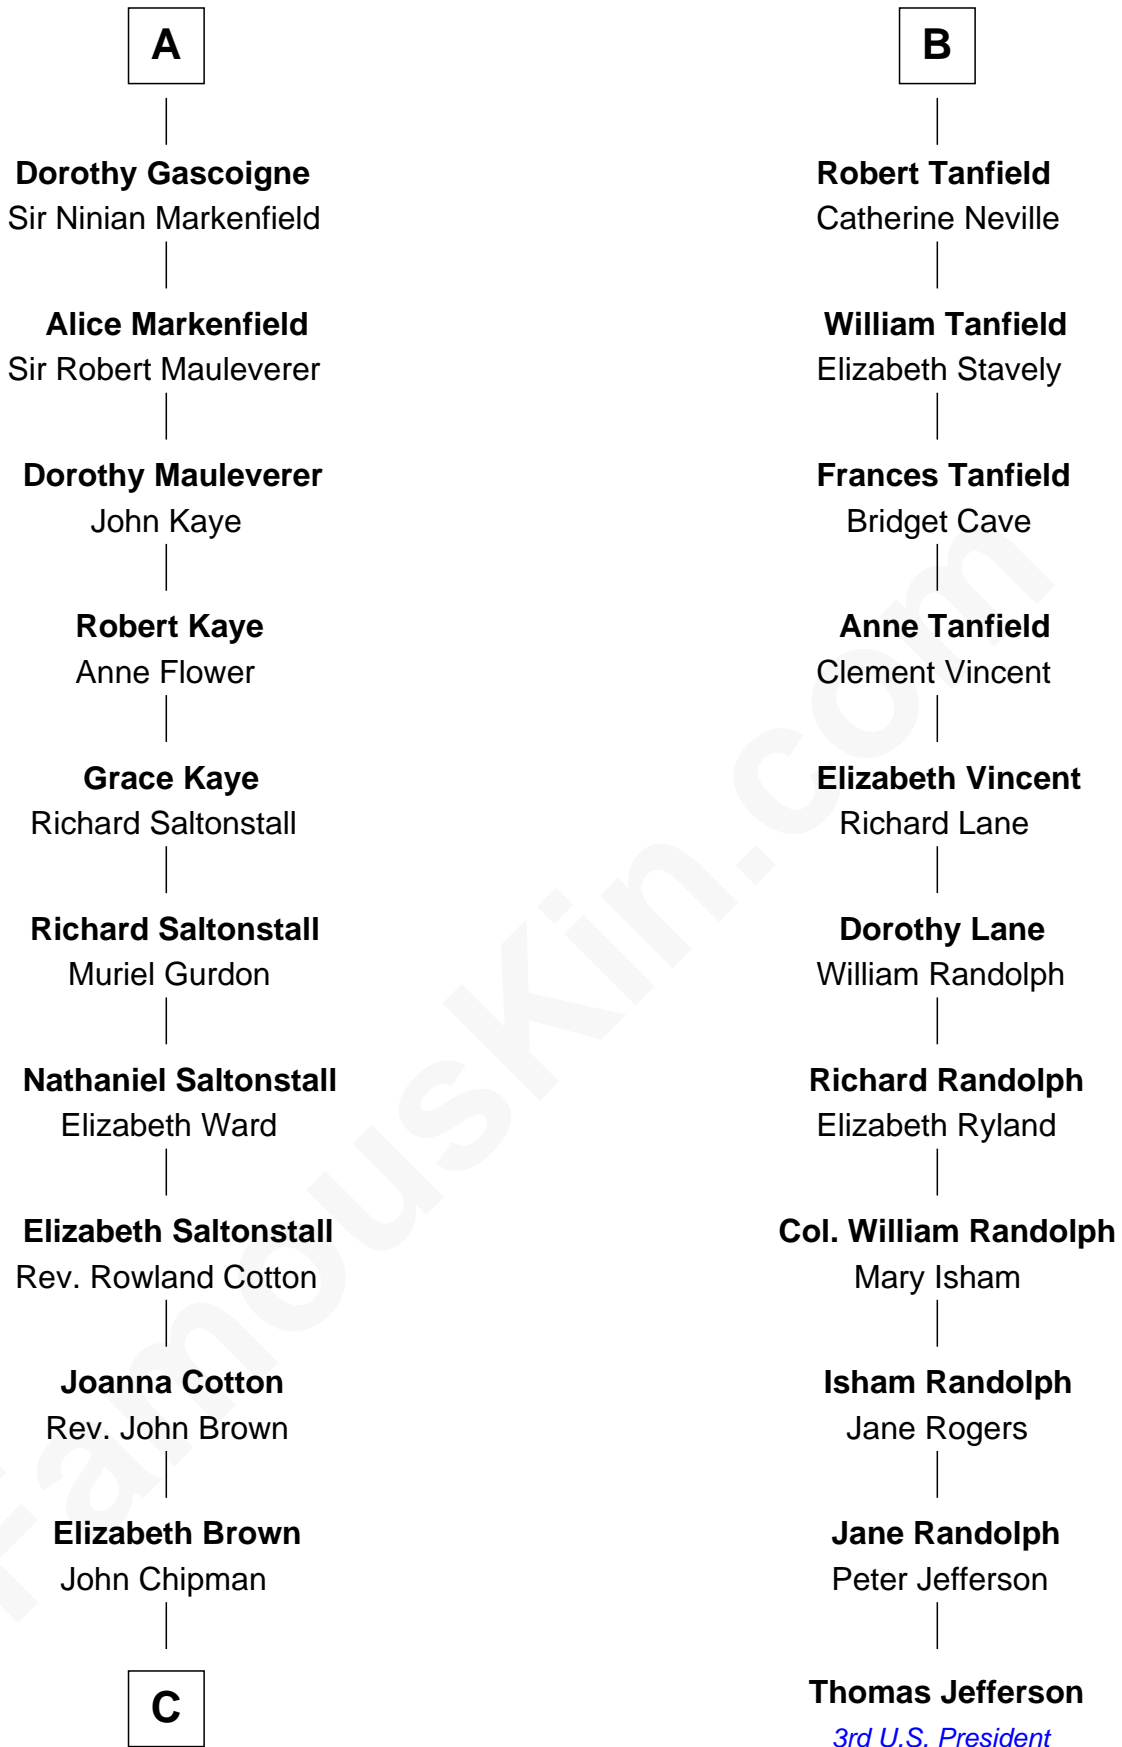 A
Dorothy Gascoigne
Sir Ninian Markenfield
Alice Markenfield
Sir Robert Mauleverer
Dorothy Mauleverer
John Kaye
Robert Kaye
Anne Flower
Grace Kaye
Richard Saltonstall
Richard Saltonstall
Muriel Gurdon
Nathaniel Saltonstall
Elizabeth Ward
Elizabeth Saltonstall
Rev. Rowland Cotton
Joanna Cotton
Rev. John Brown
Elizabeth Brown
John Chipman
C
B
Robert Tanfield
Catherine Neville
William Tanfield
Elizabeth Stavely
Frances Tanfield
Bridget Cave
Anne Tanfield
Clement Vincent
Elizabeth Vincent
Richard Lane
Dorothy Lane
William Randolph
Richard Randolph
Elizabeth Ryland
Col. William Randolph
Mary Isham
Isham Randolph
Jane Rogers
Jane Randolph
Peter Jefferson
Thomas Jefferson
3rd U.S. President
FamousKin.com